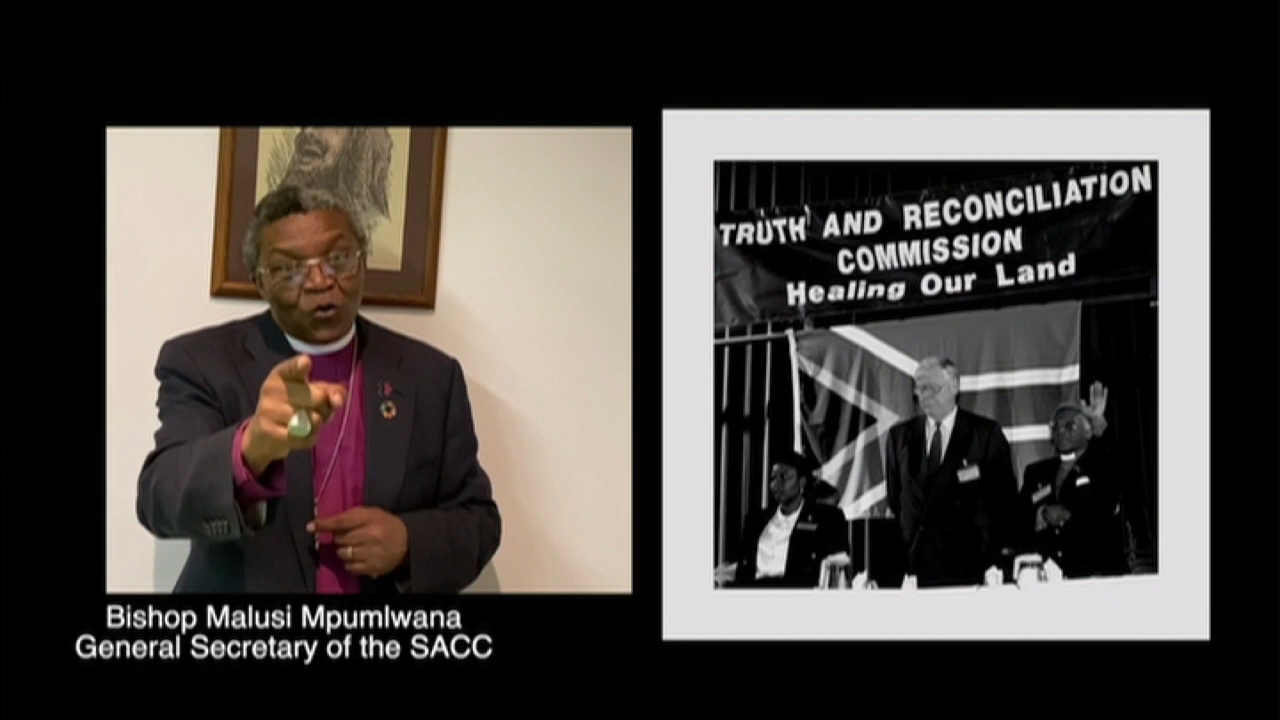 TRUTH AND RECONCILIATION
COMMISSION
Healing Our Land
Bishop Malusi Mpumlwana
General Secretary of the SACC